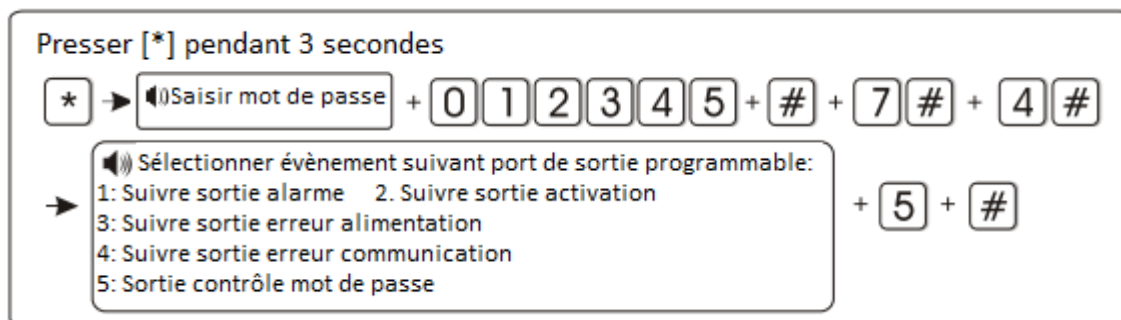 Presser [*] pendant 3 secondes
* Saisir mot de passe + 0 1 2 3 4 5 + # + 7 # + 4 #
Sélectionner évènement suivant port de sortie programmable:
1: Suivre sortie alarme 2. Suivre sortie activation
3: Suivre sortie erreur alimentation
4: Suivre sortie erreur communication
5: Sortie contrôle mot de passe
+ 5 + #